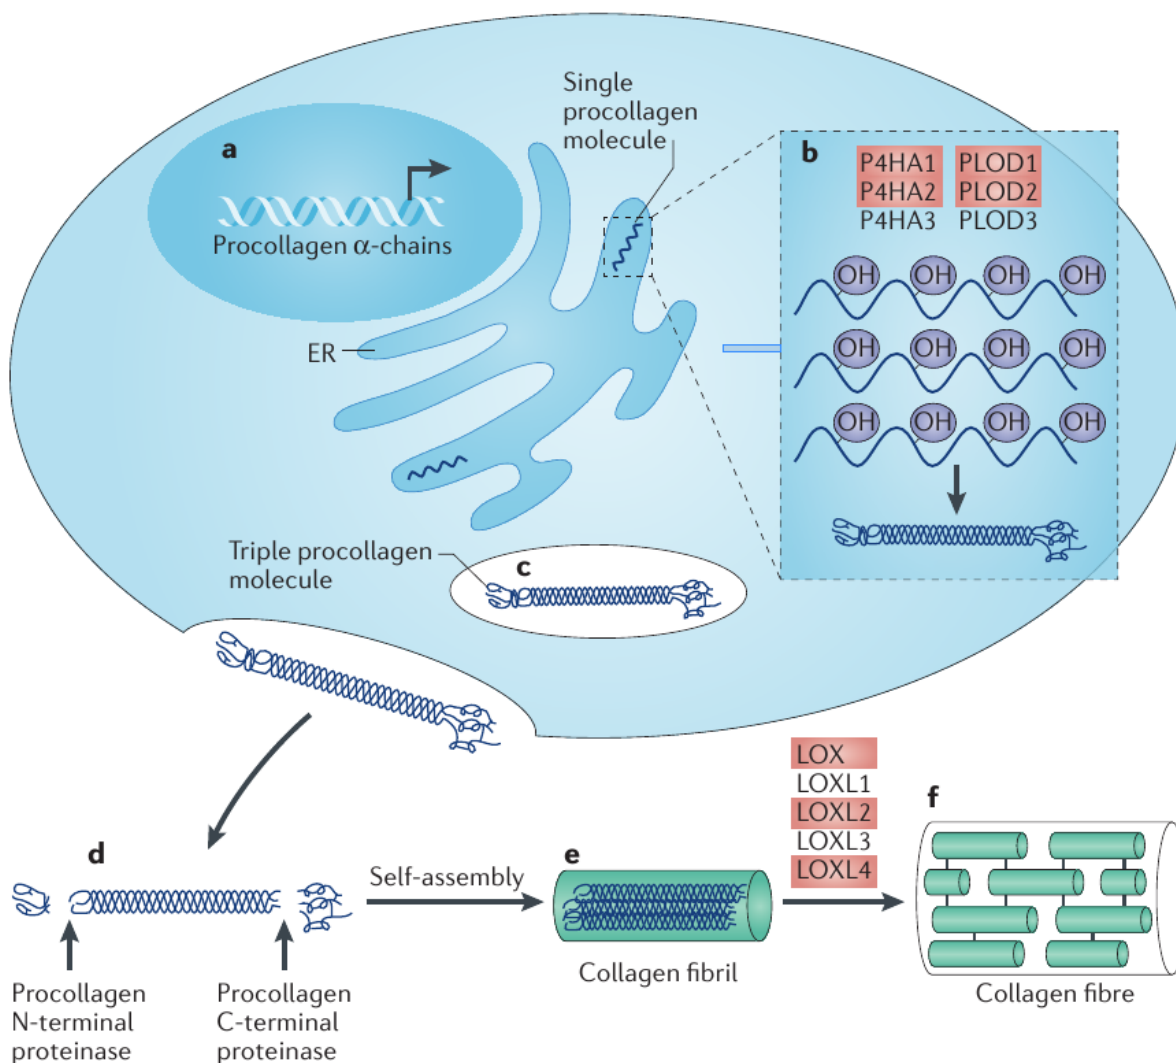 a
Procollagen α-chains
Single
procollagen
molecule
ER
b
P4HA1 PLOD1
P4HA2 PLOD2
P4HA3 PLOD3
OH OH OH OH
OH OH OH OH
OH OH OH OH
Triple procollagen
molecule
c
d
Procollagen
N-terminal
proteinase
Procollagen
C-terminal
proteinase
Self-assembly
e
Collagen fibril
LOX
LOXL1
LOXL2
LOXL3
LOXL4
f
Collagen fibre